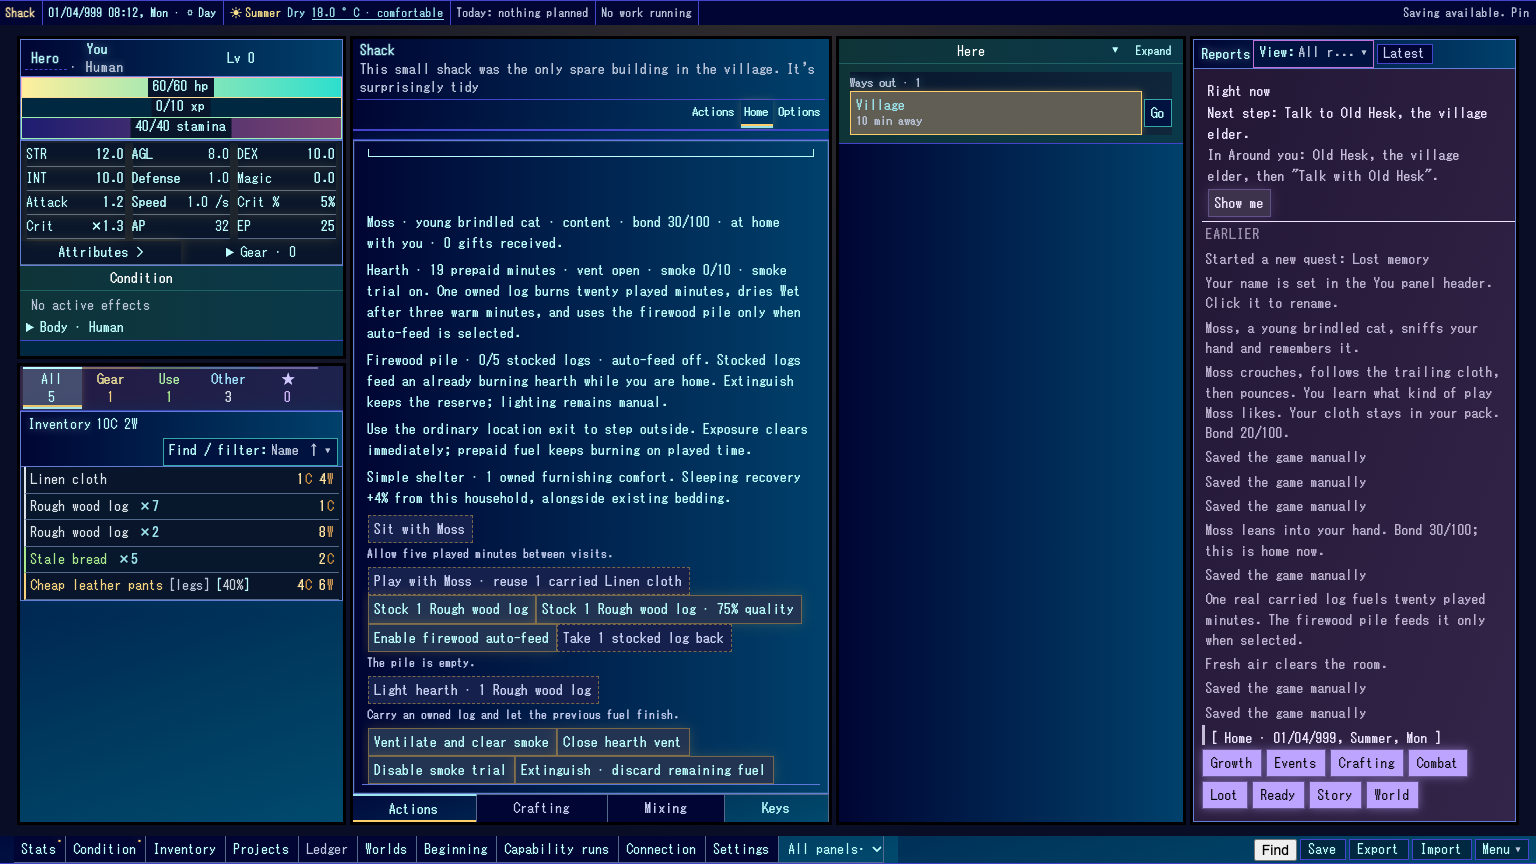 Shack
01/04/999 08:12, Mon · ☼ Day
☀ Summer Dry 18.0 ° C · comfortable
Today: nothing planned
No work running
Saving available. Pin
Hero · You
Human
Lv 0
60/60 hp
0/10 xp
40/40 stamina
STR 12.0 AGL 8.0 DEX 10.0
INT 10.0 Defense 1.0 Magic 0.0
Attack 1.2 Speed 1.0 /s Crit % 5%
Crit ×1.3 AP 32 EP 25
Attributes > ▶ Gear · 0
Condition
No active effects
▶ Body · Human
All Gear Use Other ★
5 1 1 3 0
Inventory 10C 2W
Find / filter: Name ↑ ▾
Linen cloth 1C 4W
Rough wood log ×7 1C
Rough wood log ×2 8W
Stale bread ×5 2C
Cheap leather pants [legs] [40%] 4C 6W
Shack
This small shack was the only spare building in the village. It's
surprisingly tidy
Actions Home Options
Moss · young brindled cat · content · bond 30/100 · at home
with you · 0 gifts received.
Hearth · 19 prepaid minutes · vent open · smoke 0/10 · smoke
trial on. One owned log burns twenty played minutes, dries Wet
after three warm minutes, and uses the firewood pile only when
auto-feed is selected.
Firewood pile · 0/5 stocked logs · auto-feed off. Stocked logs
feed an already burning hearth while you are home. Extinguish
keeps the reserve; lighting remains manual.
Use the ordinary location exit to step outside. Exposure clears
immediately; prepaid fuel keeps burning on played time.
Simple shelter · 1 owned furnishing comfort. Sleeping recovery
+4% from this household, alongside existing bedding.
Sit with Moss
Allow five played minutes between visits.
Play with Moss · reuse 1 carried Linen cloth
Stock 1 Rough wood log Stock 1 Rough wood log · 75% quality
Enable firewood auto-feed Take 1 stocked log back
The pile is empty.
Light hearth · 1 Rough wood log
Carry an owned log and let the previous fuel finish.
Ventilate and clear smoke Close hearth vent
Disable smoke trial Extinguish · discard remaining fuel
Actions Crafting Mixing Keys
Here ▼ Expand
Ways out · 1
Village
10 min away
Go
Reports View: All r... ▾ Latest
Right now
Next step: Talk to Old Hesk, the village
elder.
In Around you: Old Hesk, the village
elder, then "Talk with Old Hesk".
Show me
EARLIER
Started a new quest: Lost memory
Your name is set in the You panel header.
Click it to rename.
Moss, a young brindled cat, sniffs your
hand and remembers it.
Moss crouches, follows the trailing cloth,
then pounces. You learn what kind of play
Moss likes. Your cloth stays in your pack.
Bond 20/100.
Saved the game manually
Saved the game manually
Saved the game manually
Moss leans into your hand. Bond 30/100;
this is home now.
Saved the game manually
One real carried log fuels twenty played
minutes. The firewood pile feeds it only
when selected.
Fresh air clears the room.
Saved the game manually
Saved the game manually
[ Home · 01/04/999, Summer, Mon ]
Growth Events Crafting Combat
Loot Ready Story World
Stats Condition Inventory Projects Ledger Worlds Beginning Capability runs Connection Settings All panels·
Find Save Export Import Menu ▾